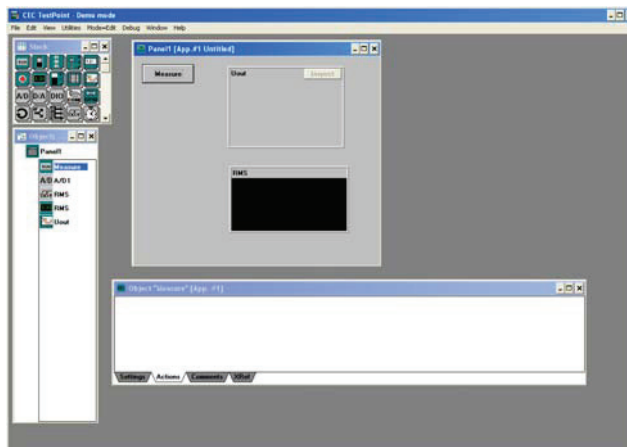 CEC TestPoint - Demo mode
File Edit View Utilities Mode=Edit Debug Window Help
Stock
A/D D/A DIO
Objects
Panel1
Measure
A/D A/D1
RMS
RMS
Uout
Panel1 [App.#1 Untitled]
Measure
Uout
RMS
Object "Measure" [App. #1]
Settings Actions Comments XRef